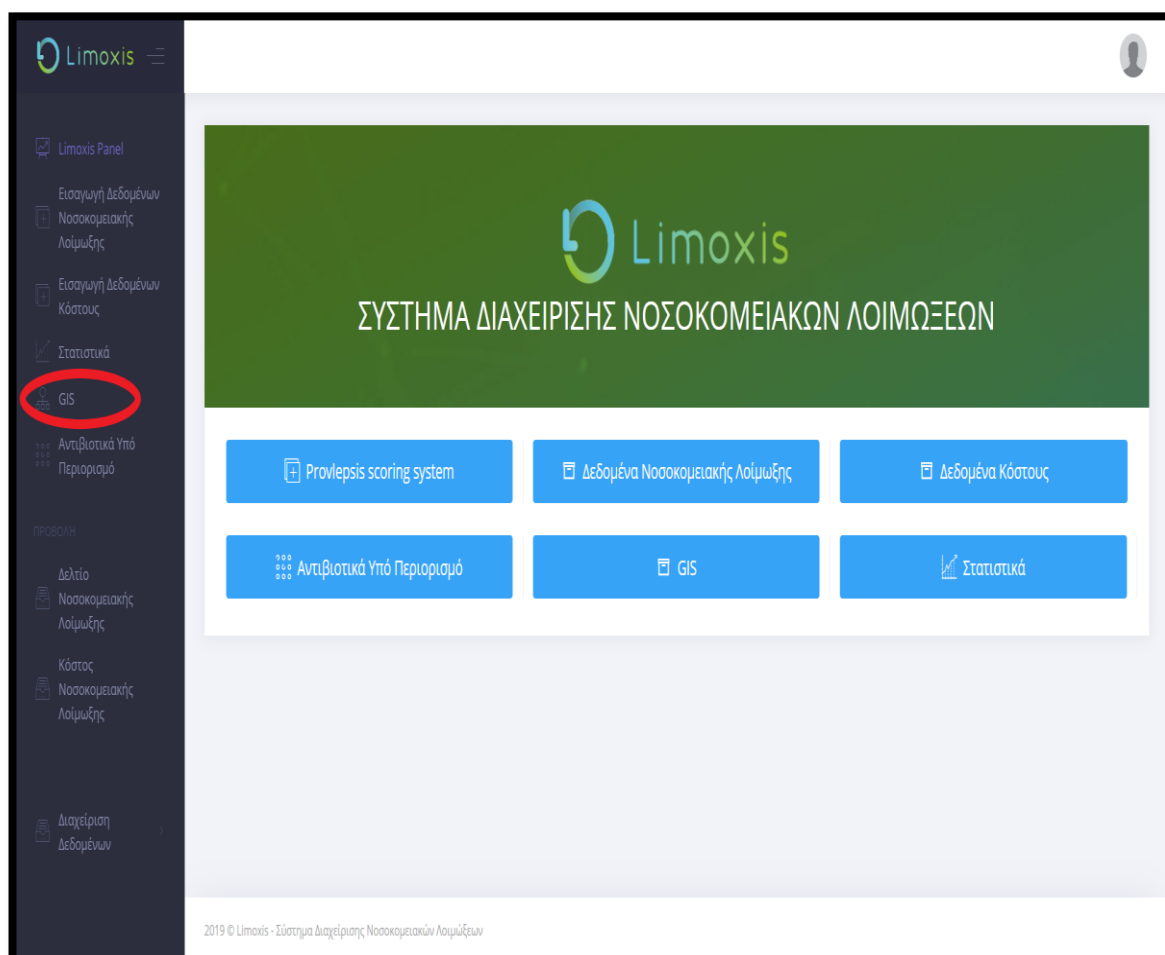 Limoxis
Limoxis Panel
Εισαγωγή Δεδομένων
Νοσοκομειακής
Λοίμωξης
Εισαγωγή Δεδομένων
Κόστους
Στατιστικά
GIS
Αντιβιοτικά Υπό
Περιορισμό
ΠΡΟΒΟΛΗ
Δελτίο
Νοσοκομειακής
Λοίμωξης
Κόστος
Νοσοκομειακής
Λοίμωξης
Διαχείριση
Δεδομένων
Limoxis
ΣΥΣΤΗΜΑ ΔΙΑΧΕΙΡΙΣΗΣ ΝΟΣΟΚΟΜΕΙΑΚΩΝ ΛΟΙΜΩΞΕΩΝ
Provlepsis scoring system
Δεδομένα Νοσοκομειακής Λοίμωξης
Δεδομένα Κόστους
Αντιβιοτικά Υπό Περιορισμό
GIS
Στατιστικά
2019 © Limoxis - Σύστημα Διαχείρισης Νοσοκομειακών Λοιμώξεων